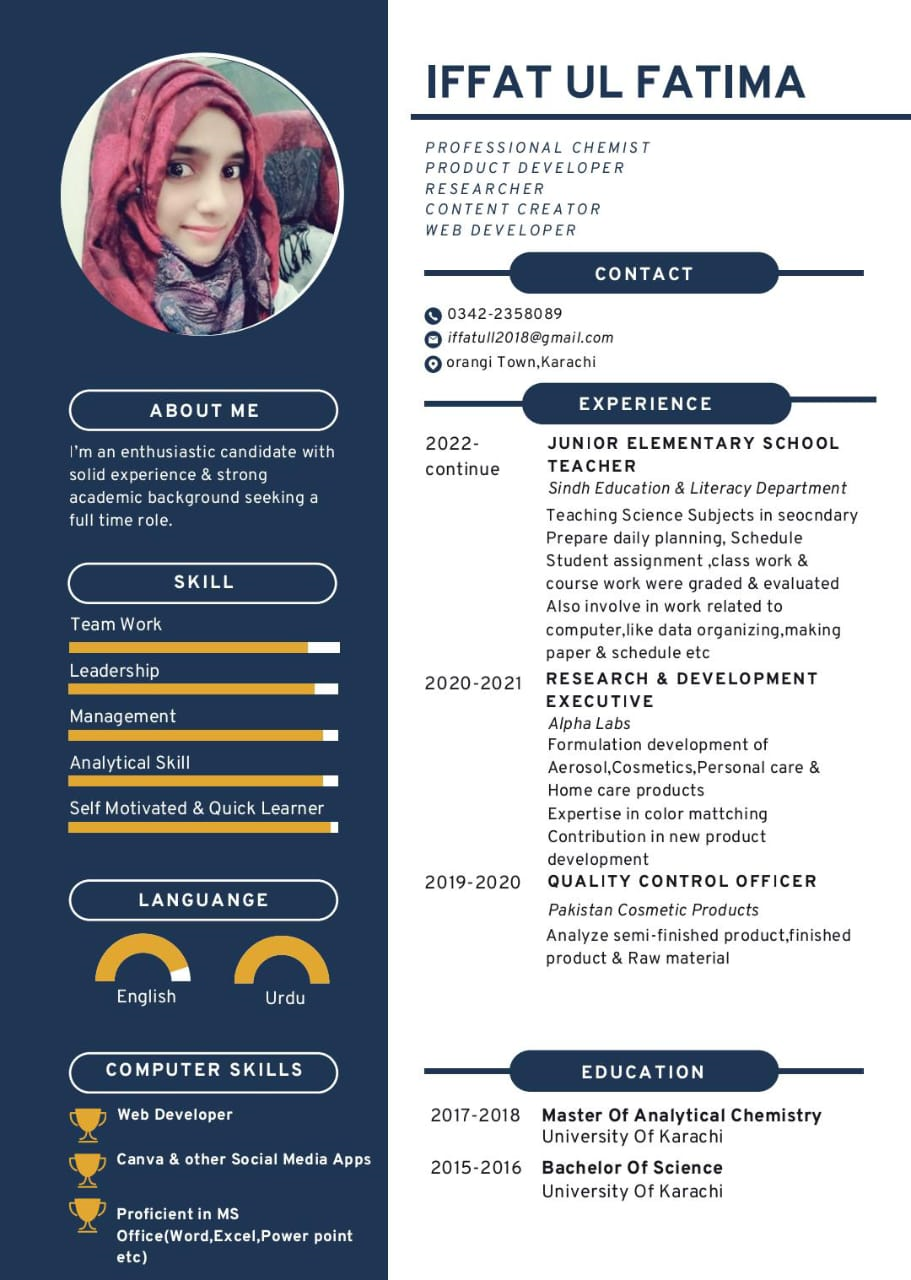 IFFAT UL FATIMA
PROFESSIONAL CHEMIST
PRODUCT DEVELOPER
RESEARCHER
CONTENT CREATOR
WEB DEVELOPER
CONTACT
0342-2358089
iffatull2018@gmail.com
orangi Town,Karachi
EXPERIENCE
2022-
continue
JUNIOR ELEMENTARY SCHOOL
TEACHER
Sindh Education & Literacy Department
Teaching Science Subjects in seocndary
Prepare daily planning, Schedule
Student assignment ,class work &
course work were graded & evaluated
Also involve in work related to
computer,like data organizing,making
paper & schedule etc
2020-2021
RESEARCH & DEVELOPMENT
EXECUTIVE
Alpha Labs
Formulation development of
Aerosol,Cosmetics,Personal care &
Home care products
Expertise in color mattching
Contribution in new product
development
2019-2020
QUALITY CONTROL OFFICER
Pakistan Cosmetic Products
Analyze semi-finished product,finished
product & Raw material
EDUCATION
2017-2018
Master Of Analytical Chemistry
University Of Karachi
2015-2016
Bachelor Of Science
University Of Karachi
ABOUT ME
I'm an enthusiastic candidate with
solid experience & strong
academic background seeking a
full time role.
SKILL
Team Work
Leadership
Management
Analytical Skill
Self Motivated & Quick Learner
LANGUANGE
English
Urdu
COMPUTER SKILLS
Web Developer
Canva & other Social Media Apps
Proficient in MS
Office(Word,Excel,Power point
etc)